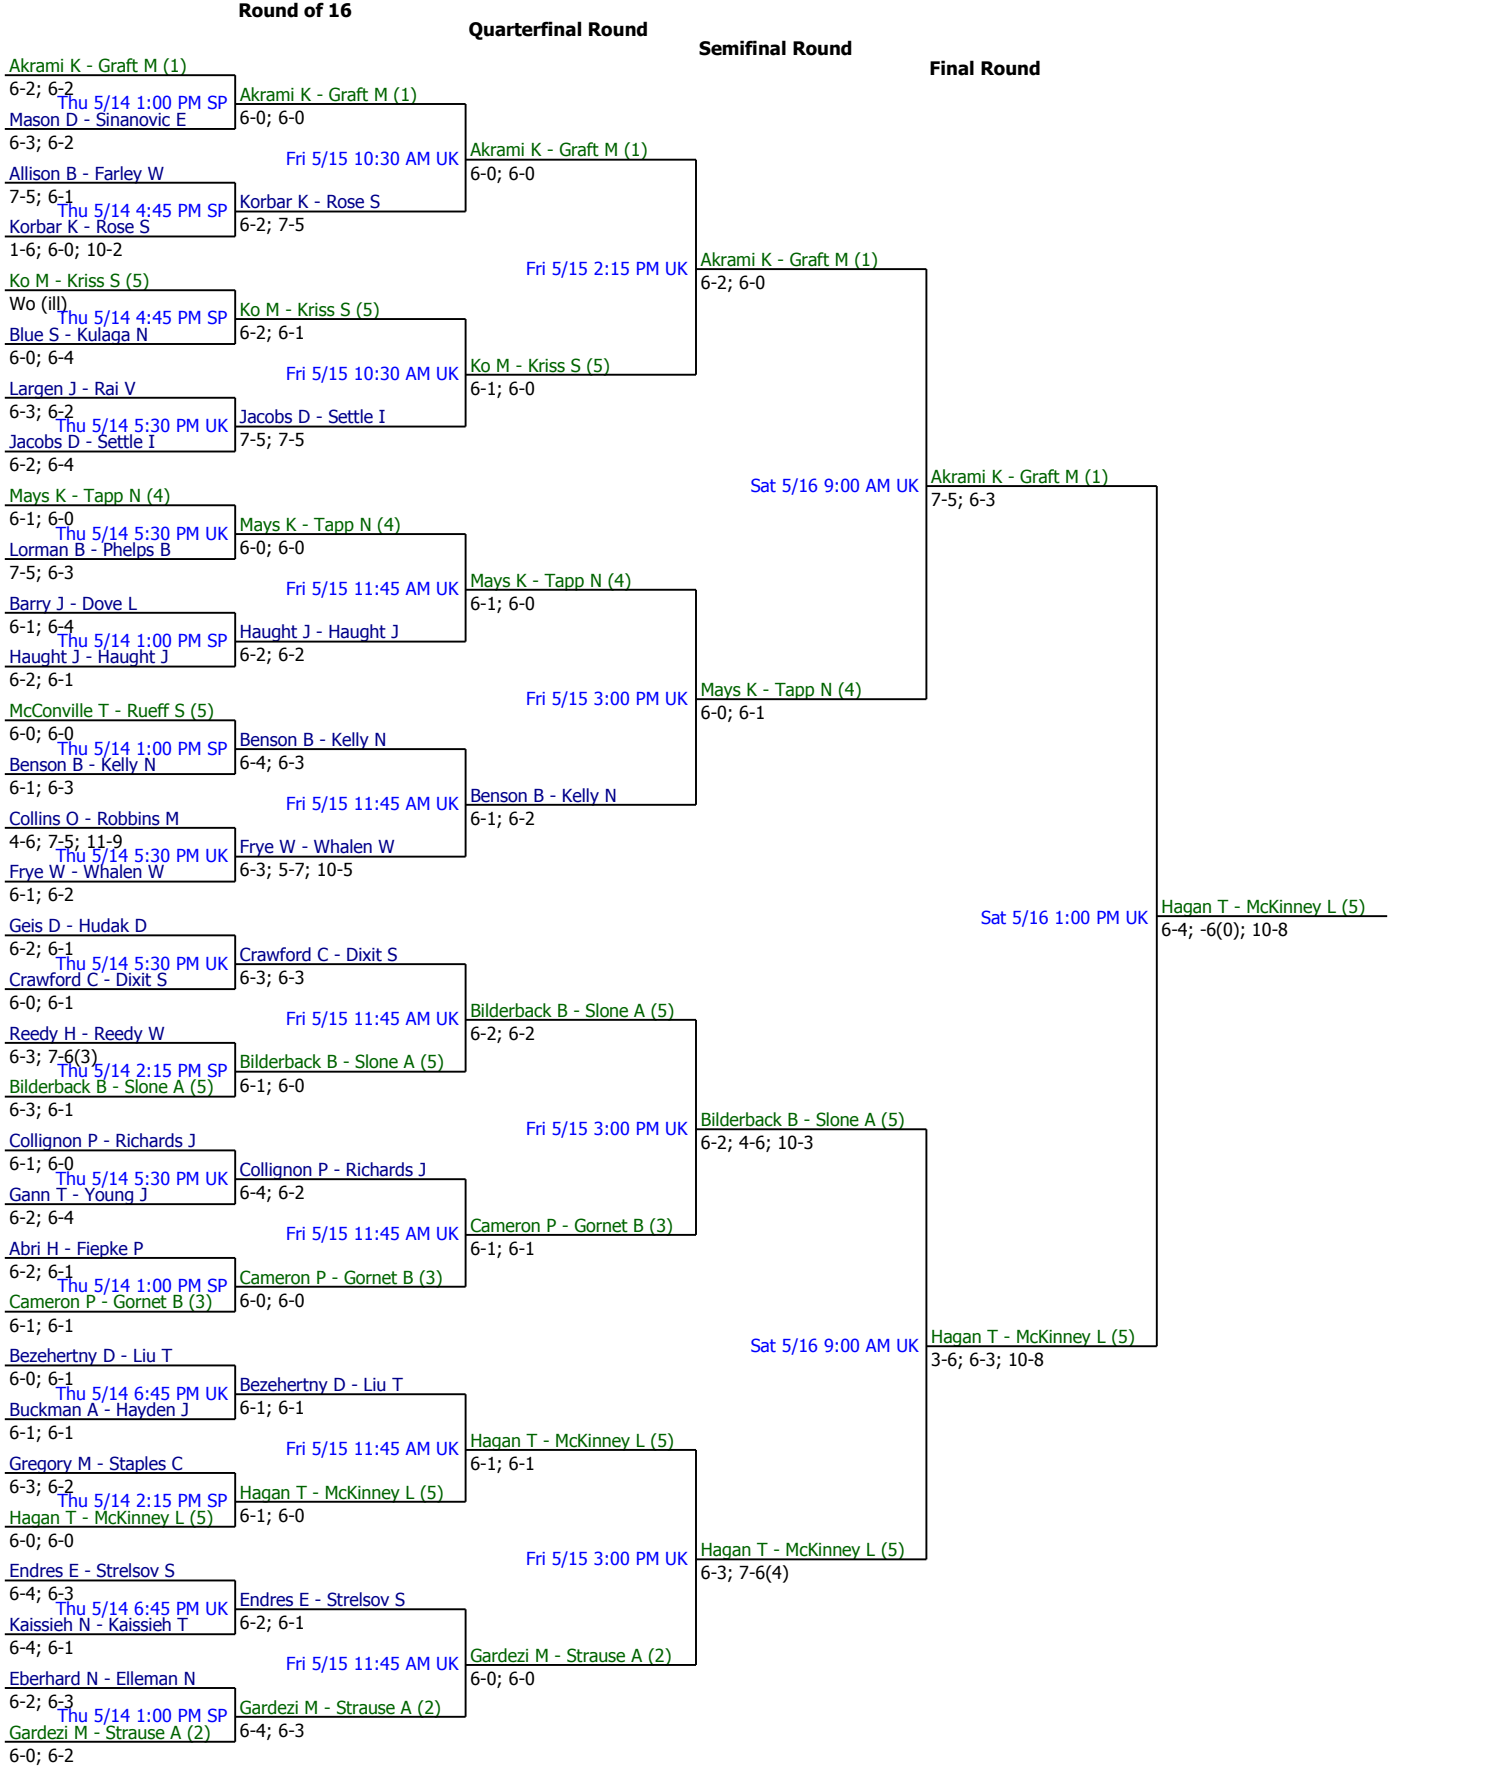 Round of 16
Quarterfinal Round
Semifinal Round
Final Round
Akrami K - Graft M (1)
6-2; 6-2
Thu 5/14 1:00 PM SP
Mason D - Sinanovic E
6-3; 6-2
Allison B - Farley W
7-5; 6-1
Thu 5/14 4:45 PM SP
Korbar K - Rose S
1-6; 6-0; 10-2
Ko M - Kriss S (5)
Wo (ill)
Thu 5/14 4:45 PM SP
Blue S - Kulaga N
6-0; 6-4
Largen J - Rai V
6-3; 6-2
Thu 5/14 5:30 PM UK
Jacobs D - Settle I
6-2; 6-4
Mays K - Tapp N (4)
6-1; 6-0
Thu 5/14 5:30 PM UK
Lorman B - Phelps B
7-5; 6-3
Barry J - Dove L
6-1; 6-4
Thu 5/14 1:00 PM SP
Haught J - Haught J
6-2; 6-1
McConville T - Rueff S (5)
6-0; 6-0
Thu 5/14 1:00 PM SP
Benson B - Kelly N
6-1; 6-3
Collins O - Robbins M
4-6; 7-5; 11-9
Thu 5/14 5:30 PM UK
Frye W - Whalen W
6-1; 6-2
Geis D - Hudak D
6-2; 6-1
Thu 5/14 5:30 PM UK
Crawford C - Dixit S
6-0; 6-1
Reedy H - Reedy W
6-3; 7-6(3)
Thu 5/14 2:15 PM SP
Bilderback B - Slone A (5)
6-3; 6-1
Collignon P - Richards J
6-1; 6-0
Thu 5/14 5:30 PM UK
Gann T - Young J
6-2; 6-4
Abri H - Fiepke P
6-2; 6-1
Thu 5/14 1:00 PM SP
Cameron P - Gornet B (3)
6-1; 6-1
Bezehertny D - Liu T
6-0; 6-1
Thu 5/14 6:45 PM UK
Buckman A - Hayden J
6-1; 6-1
Gregory M - Staples C
6-3; 6-2
Thu 5/14 2:15 PM SP
Hagan T - McKinney L (5)
6-0; 6-0
Endres E - Strelsov S
6-4; 6-3
Thu 5/14 6:45 PM UK
Kaissieh N - Kaissieh T
6-4; 6-1
Eberhard N - Elleman N
6-2; 6-3
Thu 5/14 1:00 PM SP
Gardezi M - Strause A (2)
6-0; 6-2
Akrami K - Graft M (1)
6-0; 6-0
Fri 5/15 10:30 AM UK
Korbar K - Rose S
6-2; 7-5
Ko M - Kriss S (5)
6-2; 6-1
Fri 5/15 10:30 AM UK
Jacobs D - Settle I
7-5; 7-5
Mays K - Tapp N (4)
6-0; 6-0
Fri 5/15 11:45 AM UK
Haught J - Haught J
6-2; 6-2
Benson B - Kelly N
6-4; 6-3
Fri 5/15 11:45 AM UK
Frye W - Whalen W
6-3; 5-7; 10-5
Crawford C - Dixit S
6-3; 6-3
Fri 5/15 11:45 AM UK
Bilderback B - Slone A (5)
6-1; 6-0
Collignon P - Richards J
6-4; 6-2
Fri 5/15 11:45 AM UK
Cameron P - Gornet B (3)
6-0; 6-0
Bezehertny D - Liu T
6-1; 6-1
Fri 5/15 11:45 AM UK
Hagan T - McKinney L (5)
6-1; 6-0
Endres E - Strelsov S
6-2; 6-1
Fri 5/15 11:45 AM UK
Gardezi M - Strause A (2)
6-4; 6-3
Akrami K - Graft M (1)
6-0; 6-0
Fri 5/15 2:15 PM UK
Ko M - Kriss S (5)
6-1; 6-0
Mays K - Tapp N (4)
6-1; 6-0
Fri 5/15 3:00 PM UK
Benson B - Kelly N
6-1; 6-2
Bilderback B - Slone A (5)
6-2; 6-2
Fri 5/15 3:00 PM UK
Cameron P - Gornet B (3)
6-1; 6-1
Hagan T - McKinney L (5)
6-1; 6-1
Fri 5/15 3:00 PM UK
Gardezi M - Strause A (2)
6-0; 6-0
Akrami K - Graft M (1)
6-2; 6-0
Sat 5/16 9:00 AM UK
Mays K - Tapp N (4)
6-0; 6-1
Bilderback B - Slone A (5)
6-2; 4-6; 10-3
Sat 5/16 9:00 AM UK
Hagan T - McKinney L (5)
6-3; 7-6(4)
Akrami K - Graft M (1)
7-5; 6-3
Sat 5/16 1:00 PM UK
Hagan T - McKinney L (5)
3-6; 6-3; 10-8
Hagan T - McKinney L (5)
6-4; -6(0); 10-8